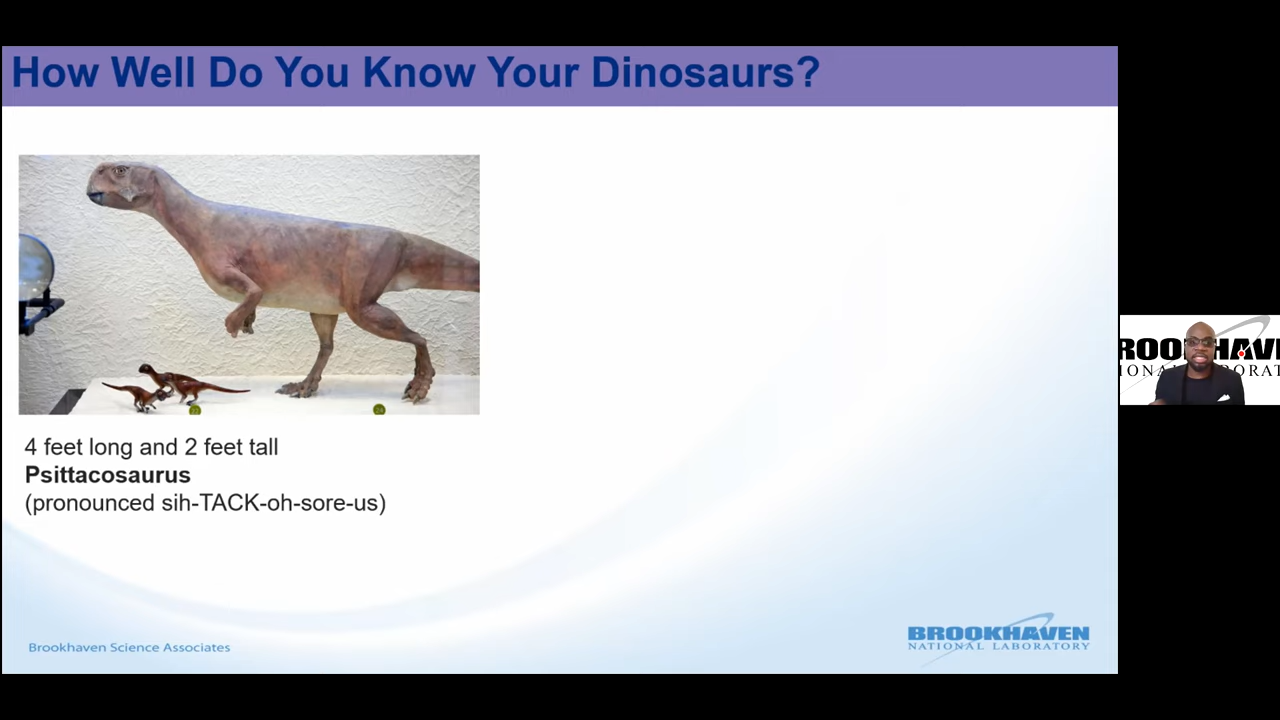 How Well Do You Know Your Dinosaurs?
4 feet long and 2 feet tall
Psittacosaurus
(pronounced sih-TACK-oh-sore-us)
Brookhaven Science Associates
BROOKHAVEN
NATIONAL LABORATORY